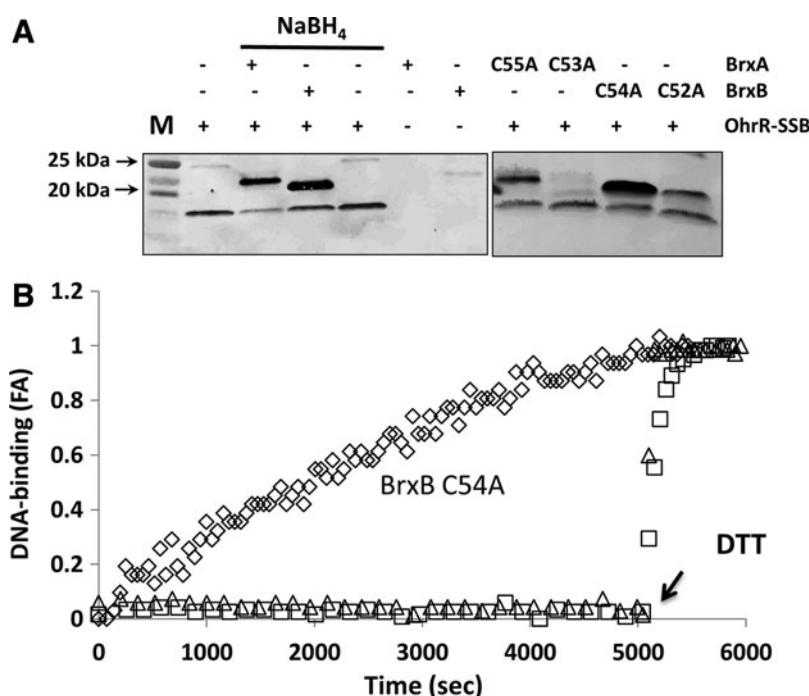 A
NaBH4
- + - - + - C55A C53A - - BrxA
- - + - - + - - C54A C52A BrxB
M + + + + - - + + + + OhrR-SSB
25 kDa
20 kDa
B
1.2
1
0.8
0.6
0.4
0.2
0
DNA-binding (FA)
BrxB C54A
DTT
0 1000 2000 3000 4000 5000 6000
Time (sec)